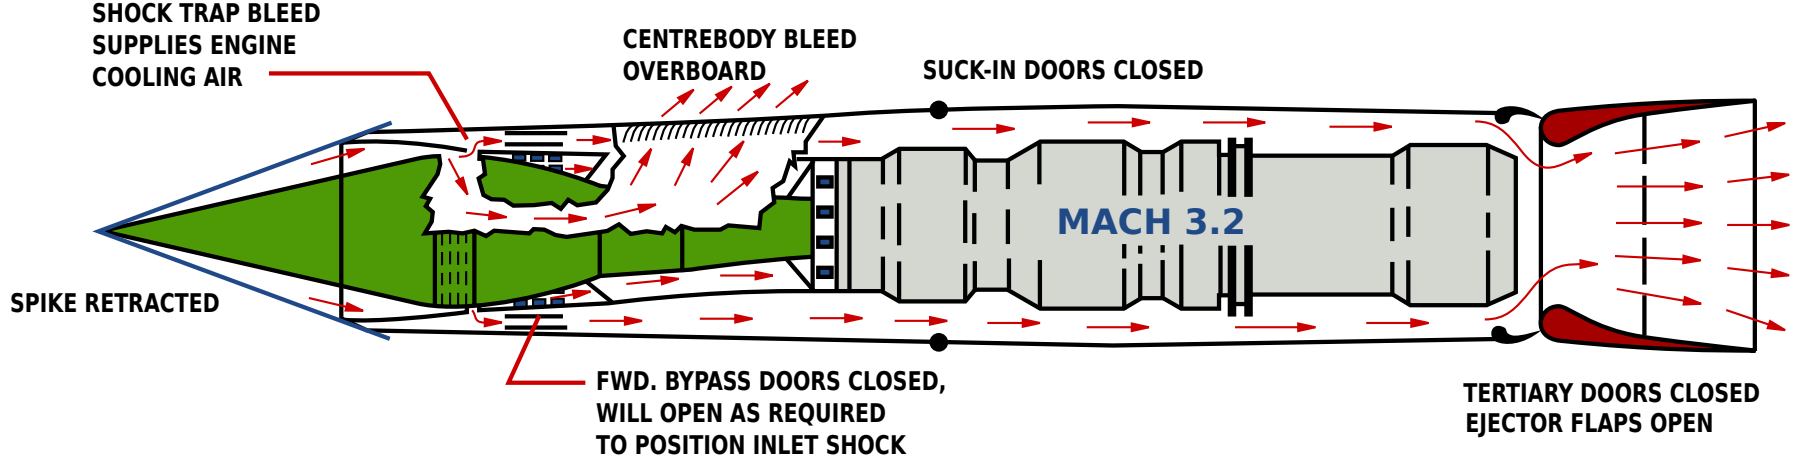 SHOCK TRAP BLEED
SUPPLIES ENGINE
COOLING AIR
CENTREBODY BLEED
OVERBOARD
SUCK-IN DOORS CLOSED
MACH 3.2
SPIKE RETRACTED
FWD. BYPASS DOORS CLOSED,
WILL OPEN AS REQUIRED
TO POSITION INLET SHOCK
TERTIARY DOORS CLOSED
EJECTOR FLAPS OPEN